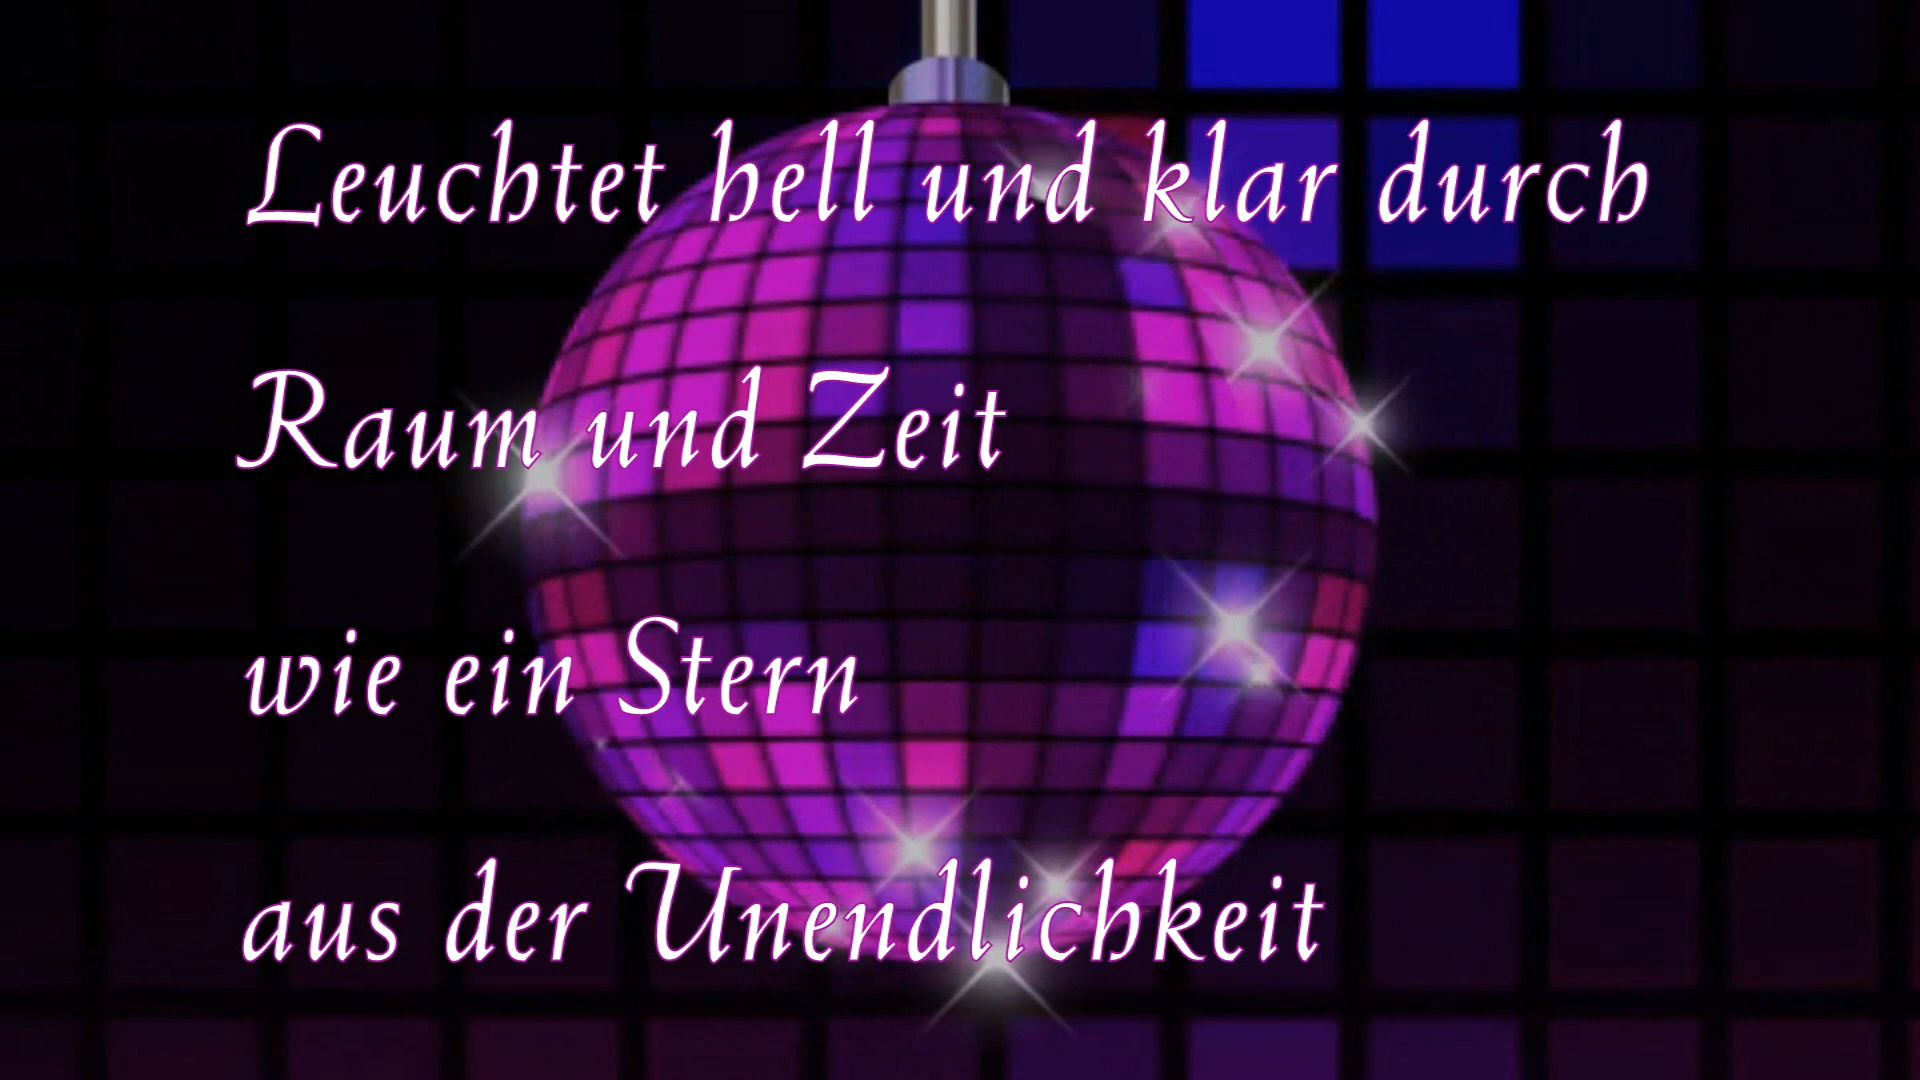 Leuchtet hell und klar durch
Raum und Zeit
wie ein Stern
aus der Unendlichkeit